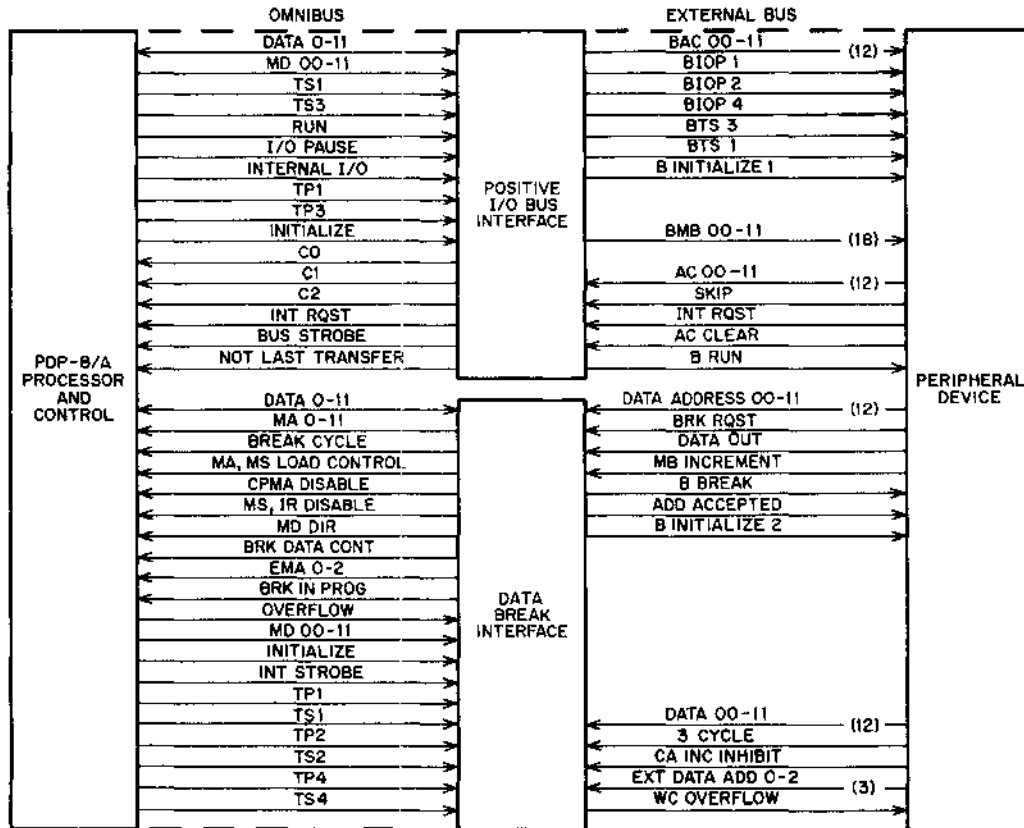 OMNIBUS
EXTERNAL BUS
PDP-8/A
PROCESSOR
AND
CONTROL
DATA 0-11
MD 00-11
TS1
TS3
RUN
I/O PAUSE
INTERNAL I/O
TP1
TP3
INITIALIZE
C0
C1
C2
INT RQST
BUS STROBE
NOT LAST TRANSFER
POSITIVE
I/O BUS
INTERFACE
BAC 00-11 (12)
BIOP 1
BIOP 2
BIOP 4
BTS 3
BTS 1
B INITIALIZE 1
BMB 00-11 (18)
AC 00-11 (12)
SKIP
INT RQST
AC CLEAR
B RUN
PERIPHERAL
DEVICE
DATA 0-11
MA 0-11
BREAK CYCLE
MA, MS LOAD CONTROL
CPMA DISABLE
MS, IR DISABLE
MD DIR
BRK DATA CONT
EMA 0-2
BRK IN PROG
OVERFLOW
MD 00-11
INITIALIZE
INT STROBE
TP1
TS1
TP2
TS2
TP4
TS4
DATA
BREAK
INTERFACE
DATA ADDRESS 00-11 (12)
BRK RQST
DATA OUT
MB INCREMENT
B BREAK
ADD ACCEPTED
B INITIALIZE 2
DATA 00-11 (12)
3 CYCLE
CA INC INHIBIT
EXT DATA ADD 0-2 (3)
WC OVERFLOW